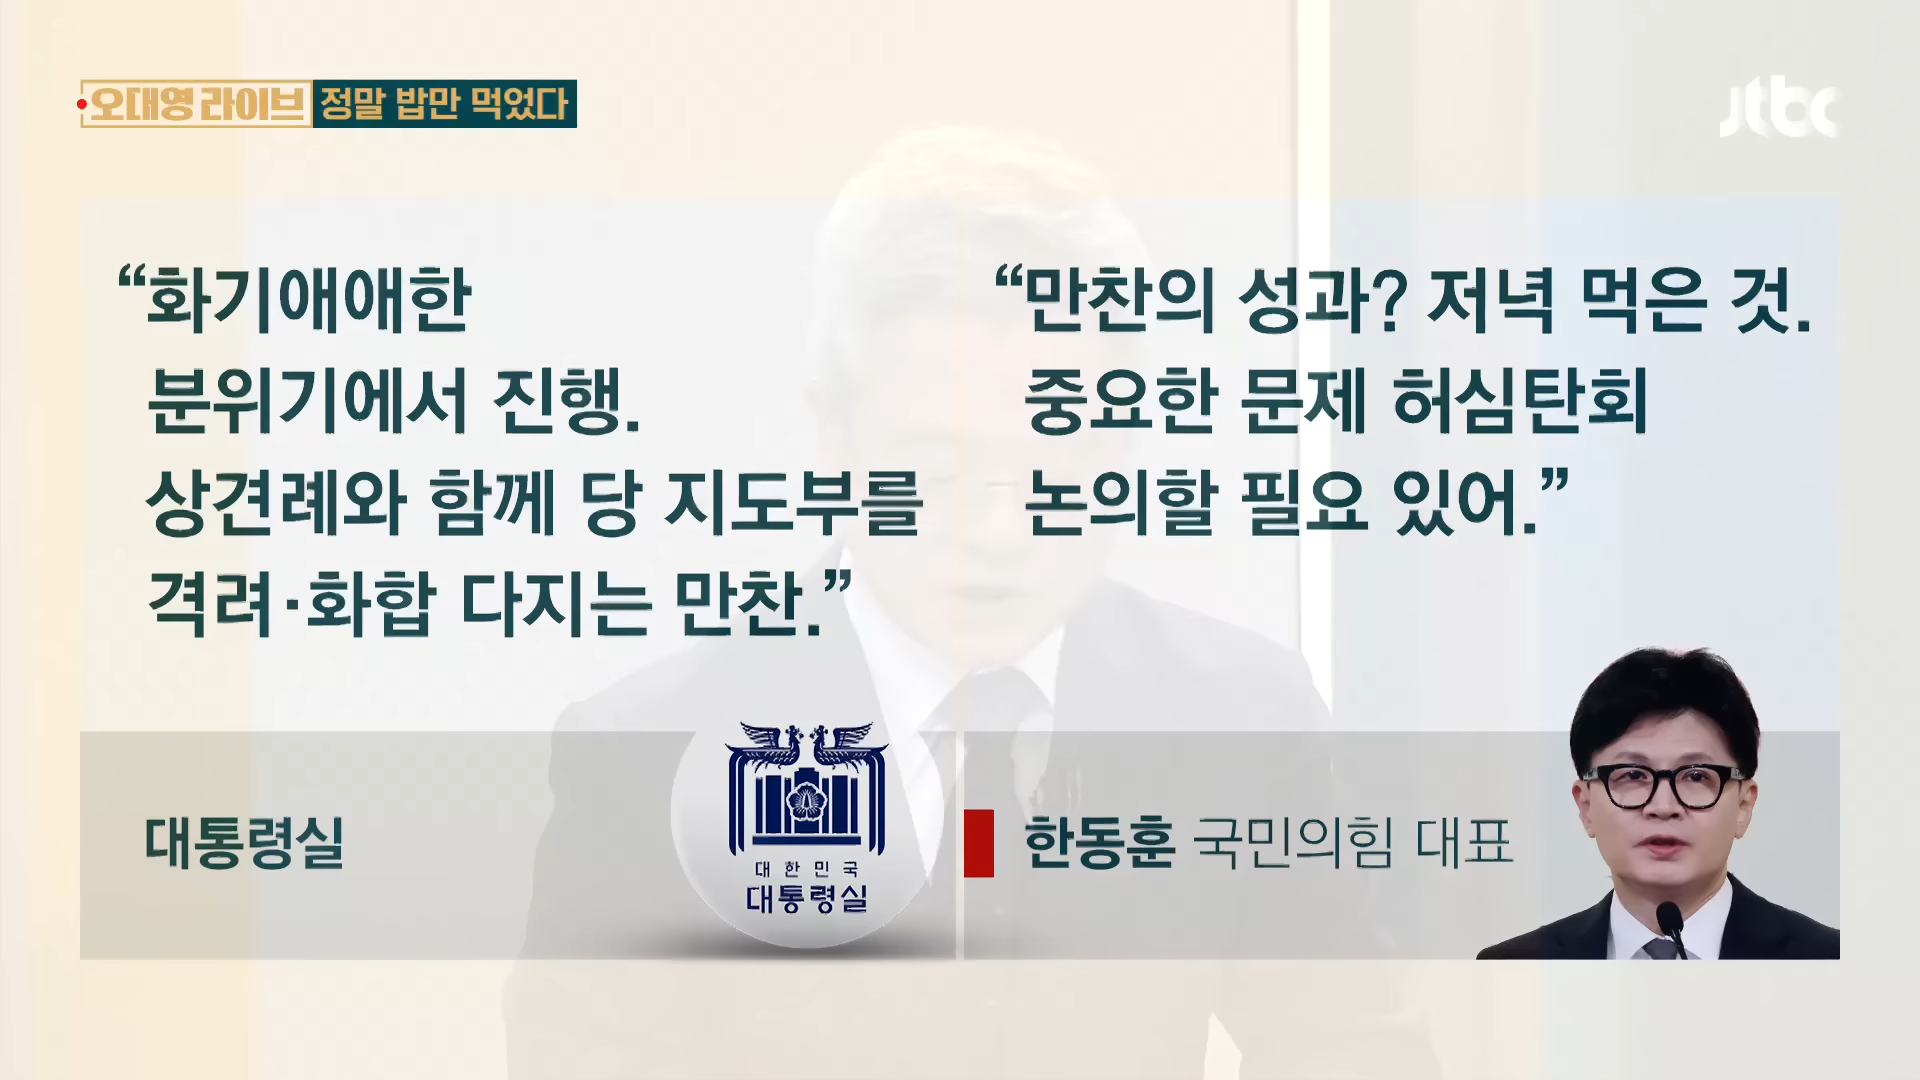 오대영 라이브 정말 밥만 먹었다
jtbc
“화기애애한
분위기에서 진행.
상견례와 함께 당 지도부를
격려·화합 다지는 만찬.”
대통령실
대한민국
대통령실
“만찬의 성과? 저녁 먹은 것.
중요한 문제 허심탄회
논의할 필요 있어.”
한동훈 국민의힘 대표